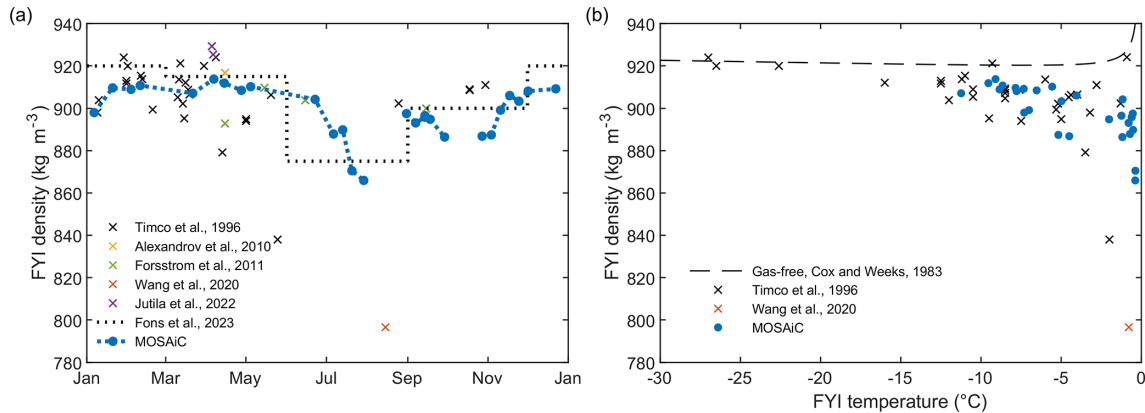 (a)
FYI density (kg m-3)
940
920
900
880
860
840
820
800
780
Timco et al., 1996
Alexandrov et al., 2010
Forsstrom et al., 2011
Wang et al., 2020
Jutila et al., 2022
Fons et al., 2023
MOSAiC
Jan Mar May Jul Sep Nov Jan
(b)
FYI density (kg m-3)
940
920
900
880
860
840
820
800
780
Gas-free, Cox and Weeks, 1983
Timco et al., 1996
Wang et al., 2020
MOSAiC
-30 -25 -20 -15 -10 -5 0
FYI temperature (°C)